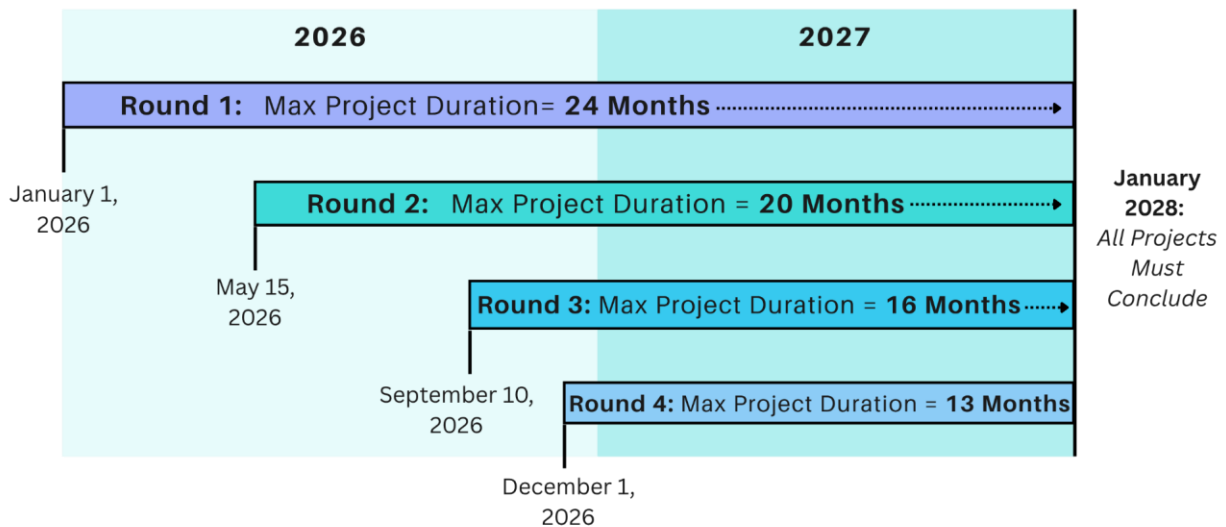 2026
2027
Round 1: Max Project Duration= 24 Months
January 1,
2026
Round 2: Max Project Duration = 20 Months
May 15,
2026
January
2028:
All Projects
Must
Conclude
Round 3: Max Project Duration = 16 Months
September 10,
2026
Round 4: Max Project Duration = 13 Months
December 1,
2026